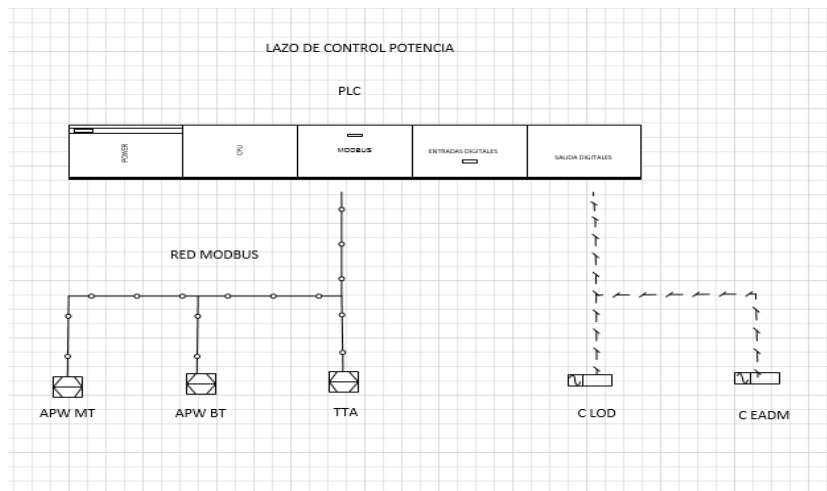 LAZO DE CONTROL POTENCIA
PLC
POWER
CPU
MODBUS
ENTRADAS DIGITALES
SALIDA DIGITALES
RED MODBUS
APW MT
APW BT
TTA
C LOD
C EADM